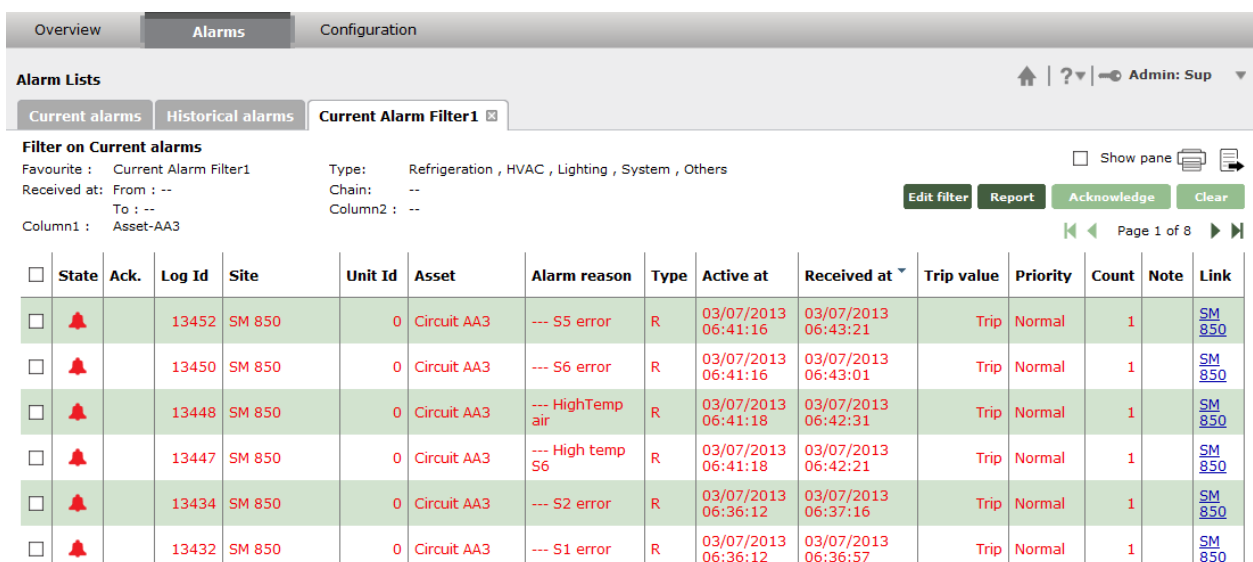 Overview Alarms Configuration
Alarm Lists ? Admin: Sup
Current alarms Historical alarms Current Alarm Filter1
Filter on Current alarms
Show pane
Favourite : Current Alarm Filter1 Type: Refrigeration , HVAC , Lighting , System , Others
Received at: From : -- Chain: --
Edit filter Report Acknowledge Clear
To : -- Column2 : --
Column1 : Asset-AA3 Page 1 of 8
State Ack. Log Id Site Unit Id Asset Alarm reason Type Active at Received at Trip value Priority Count Note Link
13452 SM 850 0 Circuit AA3 --- S5 error R 03/07/2013 06:41:16 03/07/2013 06:43:21 Trip Normal 1 SM 850
13450 SM 850 0 Circuit AA3 --- S6 error R 03/07/2013 06:41:16 03/07/2013 06:43:01 Trip Normal 1 SM 850
13448 SM 850 0 Circuit AA3 --- HighTemp air R 03/07/2013 06:41:18 03/07/2013 06:42:31 Trip Normal 1 SM 850
13447 SM 850 0 Circuit AA3 --- High temp S6 R 03/07/2013 06:41:18 03/07/2013 06:42:21 Trip Normal 1 SM 850
13434 SM 850 0 Circuit AA3 --- S2 error R 03/07/2013 06:36:12 03/07/2013 06:37:16 Trip Normal 1 SM 850
13432 SM 850 0 Circuit AA3 --- S1 error R 03/07/2013 06:36:12 03/07/2013 06:36:57 Trip Normal 1 SM 850